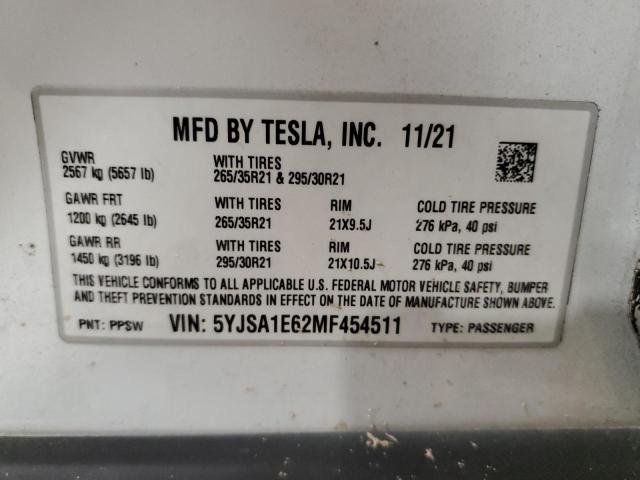 MFD BY TESLA, INC. 11/21
GVWR
2567 kg (5657 lb)
WITH TIRES
265/35R21 & 295/30R21
GAWR FRT
1200 kg (2645 lb)
WITH TIRES
265/35R21
RIM
21X9.5J
COLD TIRE PRESSURE
276 kPa, 40 psi
GAWR RR
1450 kg (3196 lb)
WITH TIRES
295/30R21
RIM
21X10.5J
COLD TIRE PRESSURE
276 kPa, 40 psi
THIS VEHICLE CONFORMS TO ALL APPLICABLE U.S. FEDERAL MOTOR VEHICLE SAFETY, BUMPER
AND THEFT PREVENTION STANDARDS IN EFFECT ON THE DATE OF MANUFACTURE SHOWN ABOVE.
PNT: PPSW VIN: 5YJSA1E62MF454511 TYPE: PASSENGER